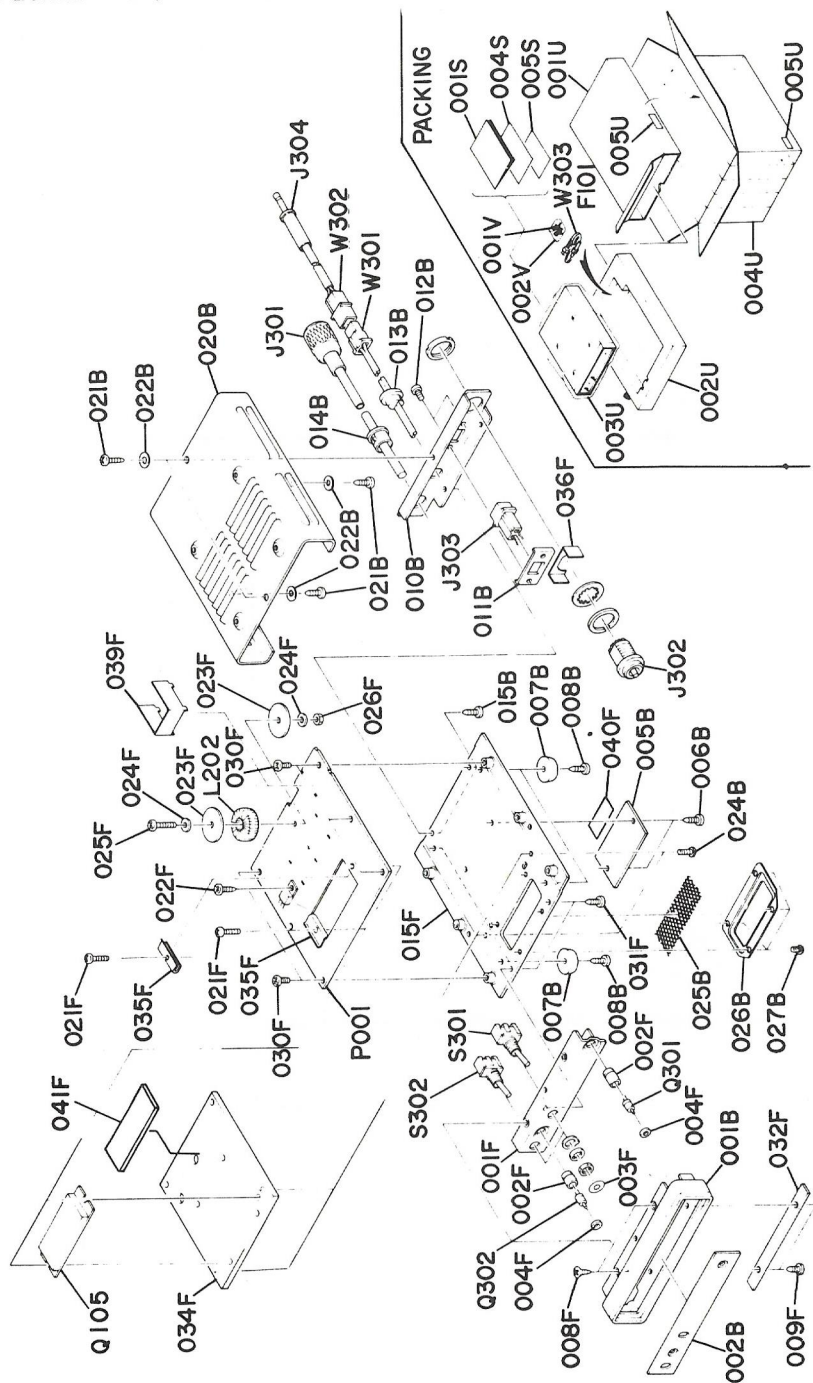 021B
022B
020B
J301
J304
W302
W301
013B
012B
014B
022B
021B
022B
021B
010B
J303
011B
036F
J302
PACKING
001S
004S
005S
001U
005U
001V
002V
W303
F101
005U
004U
002U
003U
039F
023F
024F
026F
030F
L202
023F
024F
025F
022F
021F
035F
021F
035F
030F
P001
041F
Q105
034F
015B
007B
008B
040F
005B
006B
024B
015F
031F
025B
026B
027B
007B
008B
S301
S302
002F
Q301
004F
001F
002F
003F
Q302
004F
001B
032F
008F
002B
009F